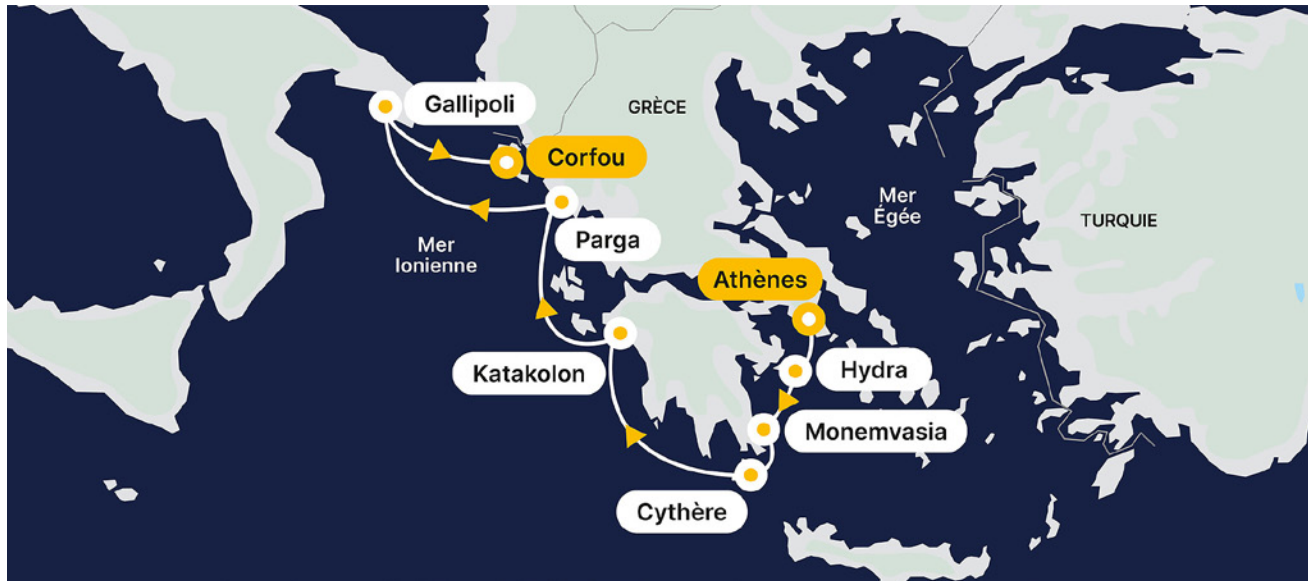 Gallipoli
GRÈCE
Corfou
Mer
Égée
TURQUIE
Parga
Mer
Ionienne
Athènes
Katakolon
Hydra
Monemvasia
Cythère